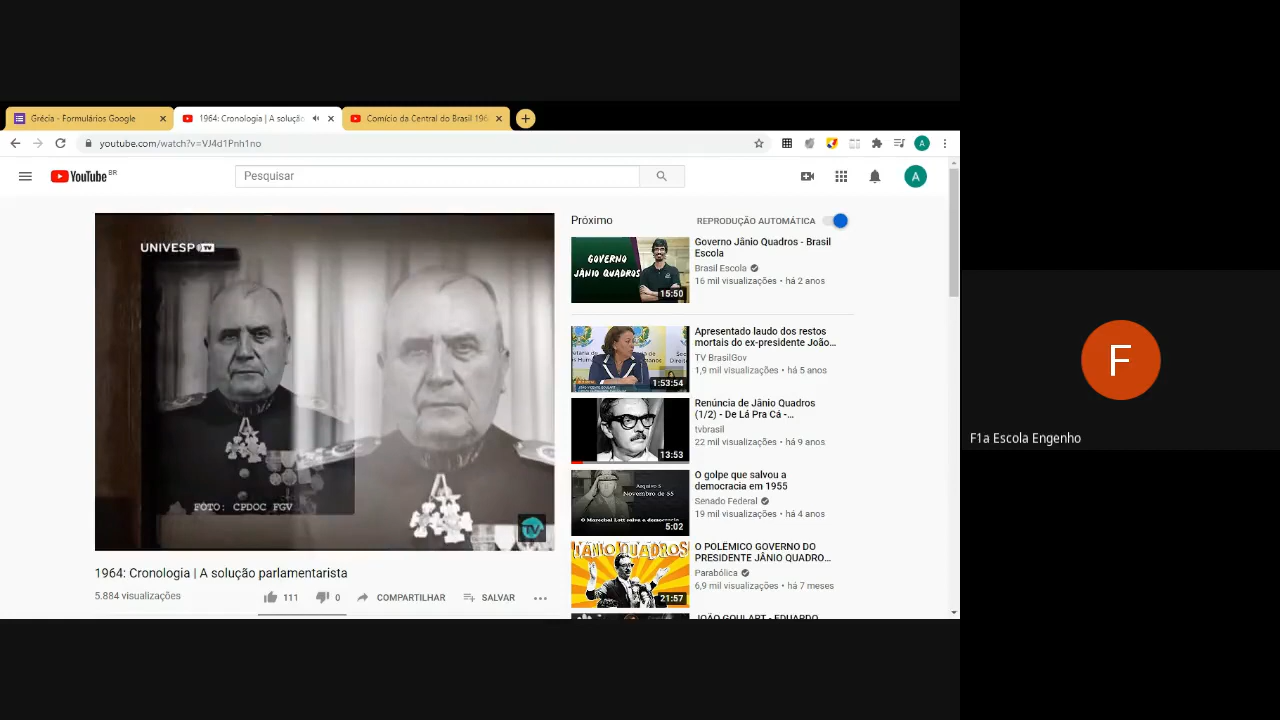 Grécia - Formulários Google
1964: Cronologia | A solução
Comício da Central do Brasil 196
youtube.com/watch?v=VJ4d1Pnh1no
A
YouTube BR
Pesquisar
A
UNIVESP TV
FOTO: CPDOC FGV
TV
1964: Cronologia | A solução parlamentarista
5.884 visualizações
111
0
COMPARTILHAR
SALVAR
Próximo
REPRODUÇÃO AUTOMÁTICA
GOVERNO
JÂNIO QUADROS
15:50
Governo Jânio Quadros - Brasil
Escola
Brasil Escola
16 mil visualizações • há 2 anos
1:53:54
Apresentado laudo dos restos
mortais do ex-presidente João...
TV BrasilGov
1,9 mil visualizações • há 5 anos
13:53
Renúncia de Jânio Quadros
(1/2) - De Lá Pra Cá -...
tvbrasil
22 mil visualizações • há 9 anos
Arquivo S
Novembro de 55
O Marechal Lott salva a democracia
5:02
O golpe que salvou a
democracia em 1955
Senado Federal
19 mil visualizações • há 4 anos
JÂNIO QUADROS
21:57
O POLÊMICO GOVERNO DO
PRESIDENTE JÂNIO QUADRO...
Parabólica
6,9 mil visualizações • há 7 meses
JOÃO GOULART - EDUARDO
F
F1a Escola Engenho